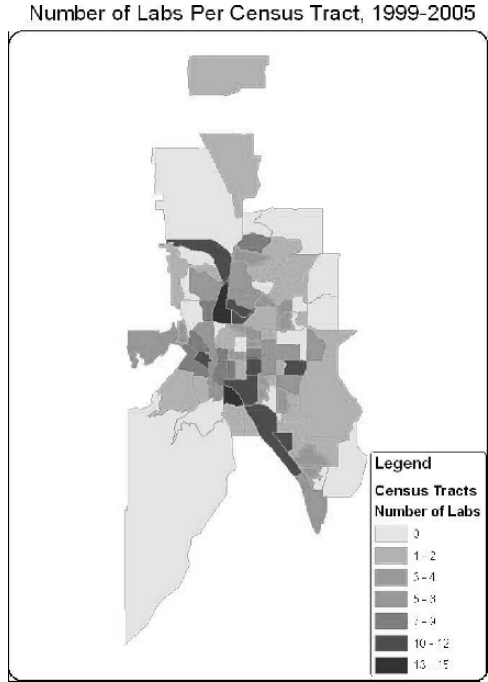 Number of Labs Per Census Tract, 1999-2005
Legend
Census Tracts
Number of Labs
0
1 - 2
3 - 4
5 - 6
7 - 9
10 - 12
13 - 15